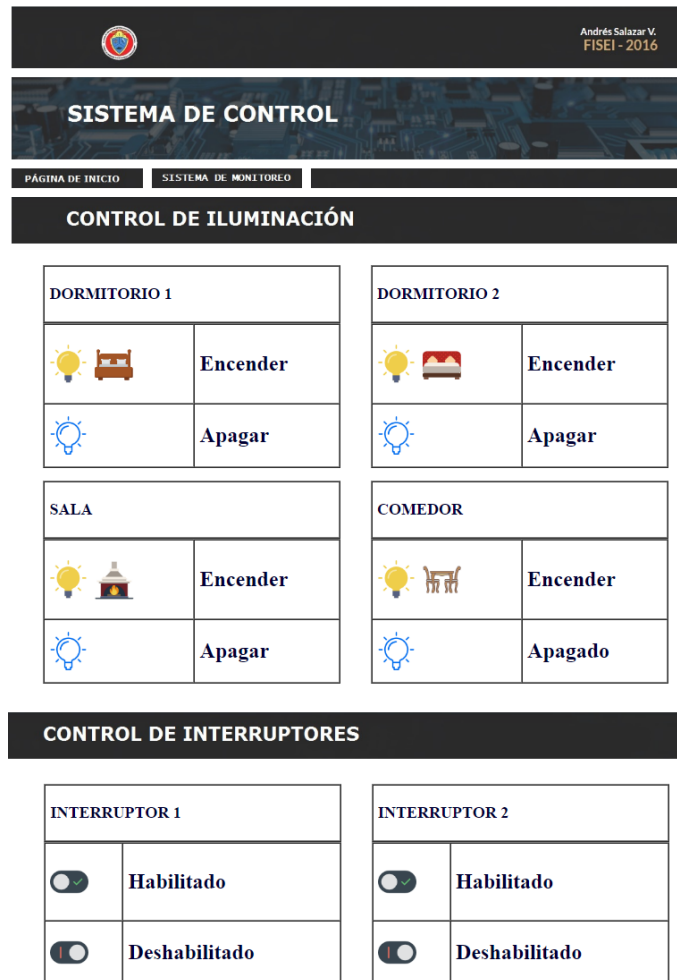 Andrés Salazar V.
FISEI - 2016
SISTEMA DE CONTROL
PÁGINA DE INICIO
SISTEMA DE MONITOREO
CONTROL DE ILUMINACIÓN
DORMITORIO 1
Encender
Apagar
DORMITORIO 2
Encender
Apagar
SALA
Encender
Apagar
COMEDOR
Encender
Apagado
CONTROL DE INTERRUPTORES
INTERRUPTOR 1
Habilitado
Deshabilitado
INTERRUPTOR 2
Habilitado
Deshabilitado